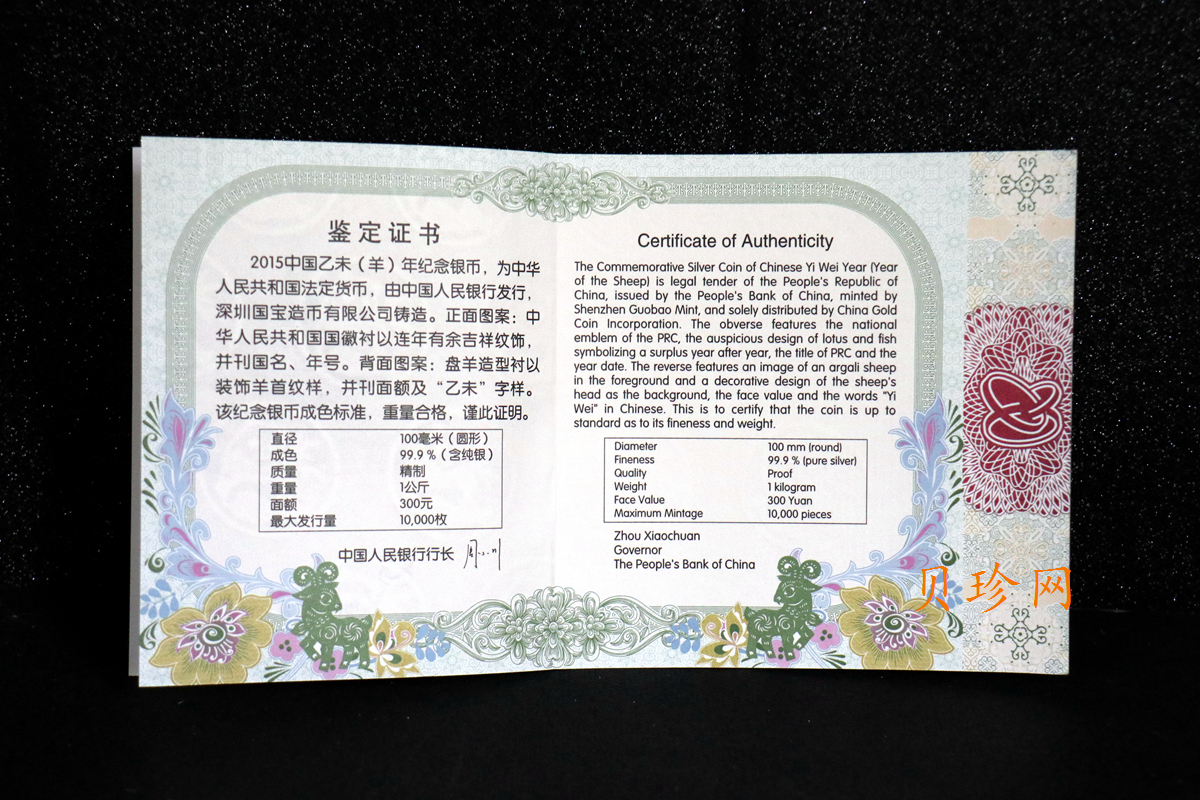 鉴定证书
2015中国乙未（羊）年纪念银币，为中华
人民共和国法定货币，由中国人民银行发行，
深圳国宝造币有限公司铸造。正面图案：中
华人民共和国国徽衬以连年有余吉祥纹饰，
并刊国名、年号。背面图案：盘羊造型衬以
装饰羊首纹样，并刊面额及“乙未”字样。
该纪念银币成色标准，重量合格，谨此证明。
直径 100毫米（圆形）
成色 99.9%（含纯银）
质量 精制
重量 1公斤
面额 300元
最大发行量 10,000枚
中国人民银行行长
Certificate of Authenticity
The Commemorative Silver Coin of Chinese Yi Wei Year (Year
of the Sheep) is legal tender of the People's Republic of
China, issued by the People's Bank of China, minted by
Shenzhen Guobao Mint, and solely distributed by China Gold
Coin Incorporation. The obverse features the national
emblem of the PRC, the auspicious design of lotus and fish
symbolizing a surplus year after year, the title of PRC and the
year date. The reverse features an image of an argali sheep
in the foreground and a decorative design of the sheep's
head as the background, the face value and the words "Yi
Wei" in Chinese. This is to certify that the coin is up to
standard as to its fineness and weight.
Diameter 100 mm (round)
Fineness 99.9 % (pure silver)
Quality Proof
Weight 1 kilogram
Face Value 300 Yuan
Maximum Mintage 10,000 pieces
Zhou Xiaochuan
Governor
The People's Bank of China
贝珍网